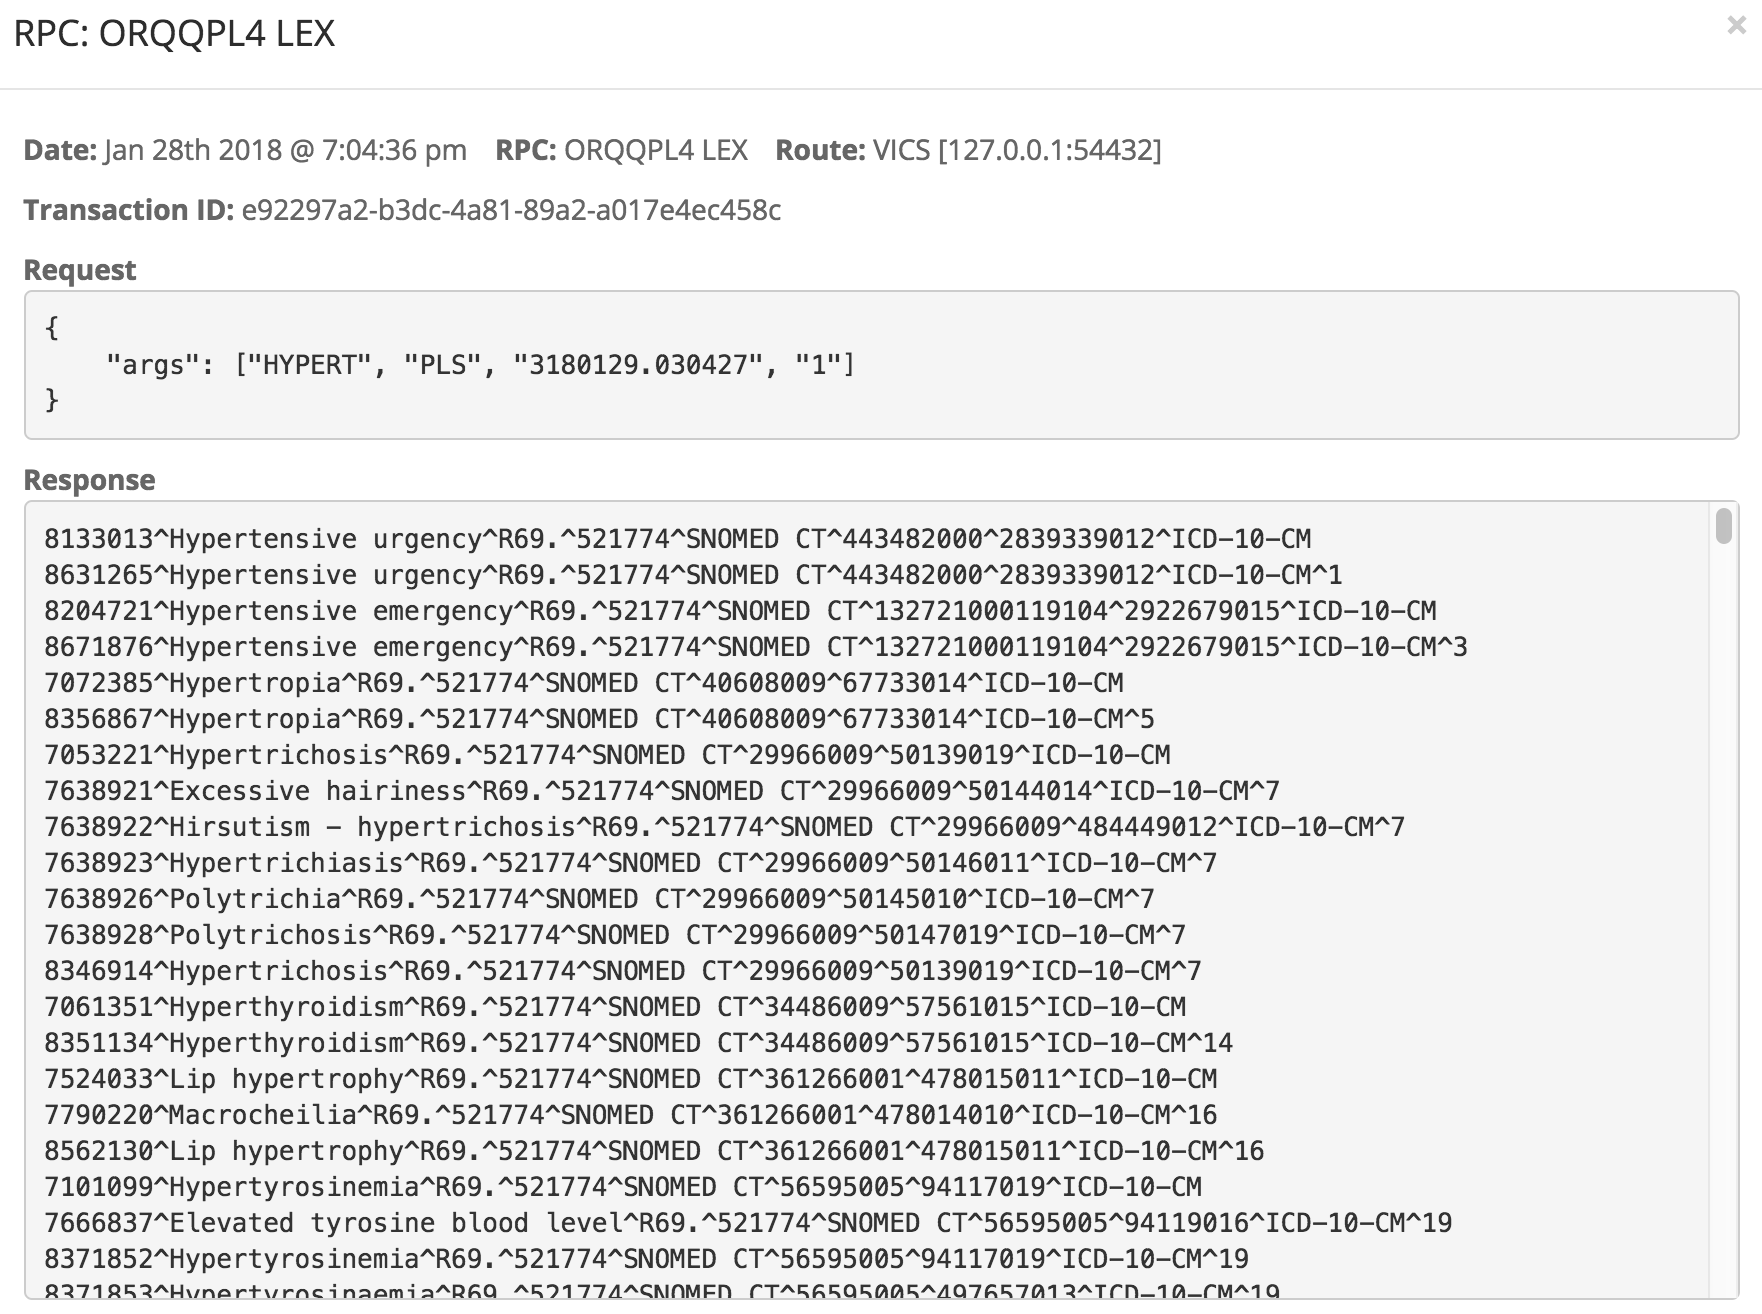 RPC: ORQQPL4 LEX
×
Date: Jan 28th 2018 @ 7:04:36 pm RPC: ORQQPL4 LEX Route: VICS [127.0.0.1:54432]
Transaction ID: e92297a2-b3dc-4a81-89a2-a017e4ec458c
Request
{
    "args": ["HYPERT", "PLS", "3180129.030427", "1"]
}
Response
8133013^Hypertensive urgency^R69.^521774^SNOMED CT^443482000^2839339012^ICD-10-CM
8631265^Hypertensive urgency^R69.^521774^SNOMED CT^443482000^2839339012^ICD-10-CM^1
8204721^Hypertensive emergency^R69.^521774^SNOMED CT^132721000119104^2922679015^ICD-10-CM
8671876^Hypertensive emergency^R69.^521774^SNOMED CT^132721000119104^2922679015^ICD-10-CM^3
7072385^Hypertropia^R69.^521774^SNOMED CT^40608009^67733014^ICD-10-CM
8356867^Hypertropia^R69.^521774^SNOMED CT^40608009^67733014^ICD-10-CM^5
7053221^Hypertrichosis^R69.^521774^SNOMED CT^29966009^50139019^ICD-10-CM
7638921^Excessive hairiness^R69.^521774^SNOMED CT^29966009^50144014^ICD-10-CM^7
7638922^Hirsutism - hypertrichosis^R69.^521774^SNOMED CT^29966009^484449012^ICD-10-CM^7
7638923^Hypertrichiasis^R69.^521774^SNOMED CT^29966009^50146011^ICD-10-CM^7
7638926^Polytrichia^R69.^521774^SNOMED CT^29966009^50145010^ICD-10-CM^7
7638928^Polytrichosis^R69.^521774^SNOMED CT^29966009^50147019^ICD-10-CM^7
8346914^Hypertrichosis^R69.^521774^SNOMED CT^29966009^50139019^ICD-10-CM^7
7061351^Hyperthyroidism^R69.^521774^SNOMED CT^34486009^57561015^ICD-10-CM
8351134^Hyperthyroidism^R69.^521774^SNOMED CT^34486009^57561015^ICD-10-CM^14
7524033^Lip hypertrophy^R69.^521774^SNOMED CT^361266001^478015011^ICD-10-CM
7790220^Macrocheilia^R69.^521774^SNOMED CT^361266001^478014010^ICD-10-CM^16
8562130^Lip hypertrophy^R69.^521774^SNOMED CT^361266001^478015011^ICD-10-CM^16
7101099^Hypertyrosinemia^R69.^521774^SNOMED CT^56595005^94117019^ICD-10-CM
7666837^Elevated tyrosine blood level^R69.^521774^SNOMED CT^56595005^94119016^ICD-10-CM^19
8371852^Hypertyrosinemia^R69.^521774^SNOMED CT^56595005^94117019^ICD-10-CM^19
8371853^Hypertyrosinaemia^R69.^521774^SNOMED CT^56595005^497657013^ICD-10-CM^19